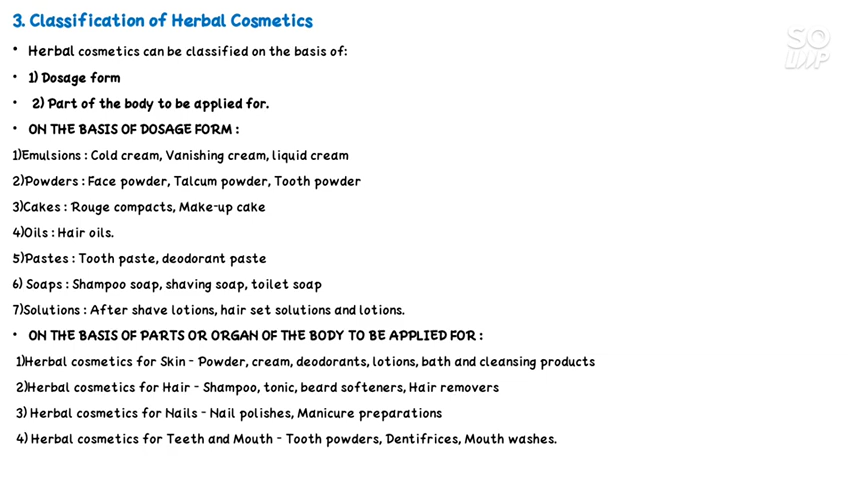 3. Classification of Herbal Cosmetics
SO
• Herbal cosmetics can be classified on the basis of:
• 1) Dosage form
• 2) Part of the body to be applied for.
• ON THE BASIS OF DOSAGE FORM :
1)Emulsions : Cold cream, Vanishing cream, liquid cream
2)Powders : Face powder, Talcum powder, Tooth powder
3)Cakes : Rouge compacts, Make-up cake
4)Oils : Hair oils.
5)Pastes : Tooth paste, deodorant paste
6) Soaps : Shampoo soap, shaving soap, toilet soap
7)Solutions : After shave lotions, hair set solutions and lotions.
• ON THE BASIS OF PARTS OR ORGAN OF THE BODY TO BE APPLIED FOR :
1)Herbal cosmetics for Skin - Powder, cream, deodorants, lotions, bath and cleansing products
2)Herbal cosmetics for Hair - Shampoo, tonic, beard softeners, Hair removers
3) Herbal cosmetics for Nails - Nail polishes, Manicure preparations
4) Herbal cosmetics for Teeth and Mouth - Tooth powders, Dentifrices, Mouth washes.